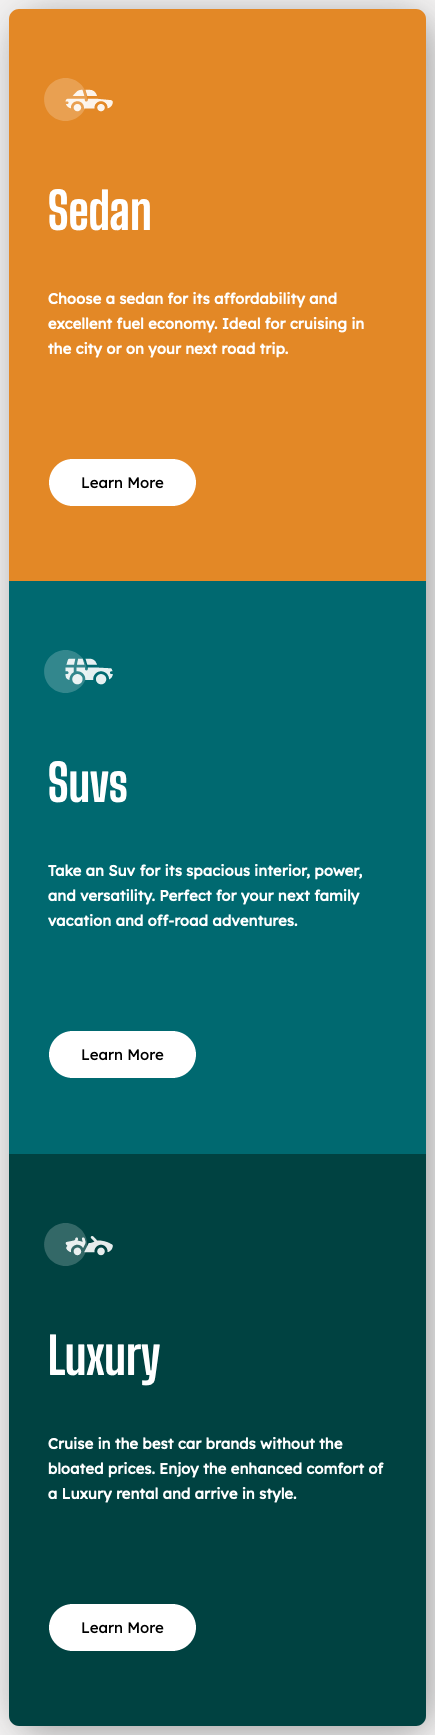 Sedan
Choose a sedan for its affordability and
excellent fuel economy. Ideal for cruising in
the city or on your next road trip.
Learn More
Suvs
Take an Suv for its spacious interior, power,
and versatility. Perfect for your next family
vacation and off-road adventures.
Learn More
Luxury
Cruise in the best car brands without the
bloated prices. Enjoy the enhanced comfort of
a Luxury rental and arrive in style.
Learn More